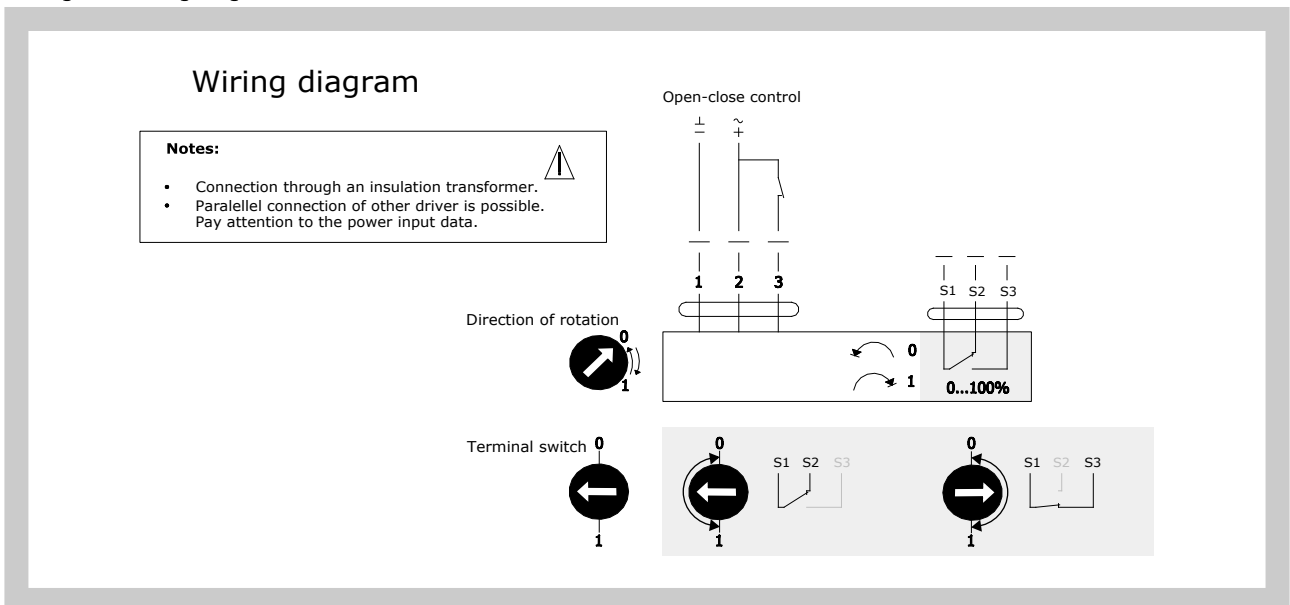 Wiring diagram
Open-close control
Notes:
• Connection through an insulation transformer.
• Paralellel connection of other driver is possible.
Pay attention to the power input data.
⊥ ~
– +
1 2 3
S1 S2 S3
Direction of rotation
0
1
0
1
0...100%
Terminal switch
0
1
0
1
S1 S2 S3
0
1
S1 S2 S3